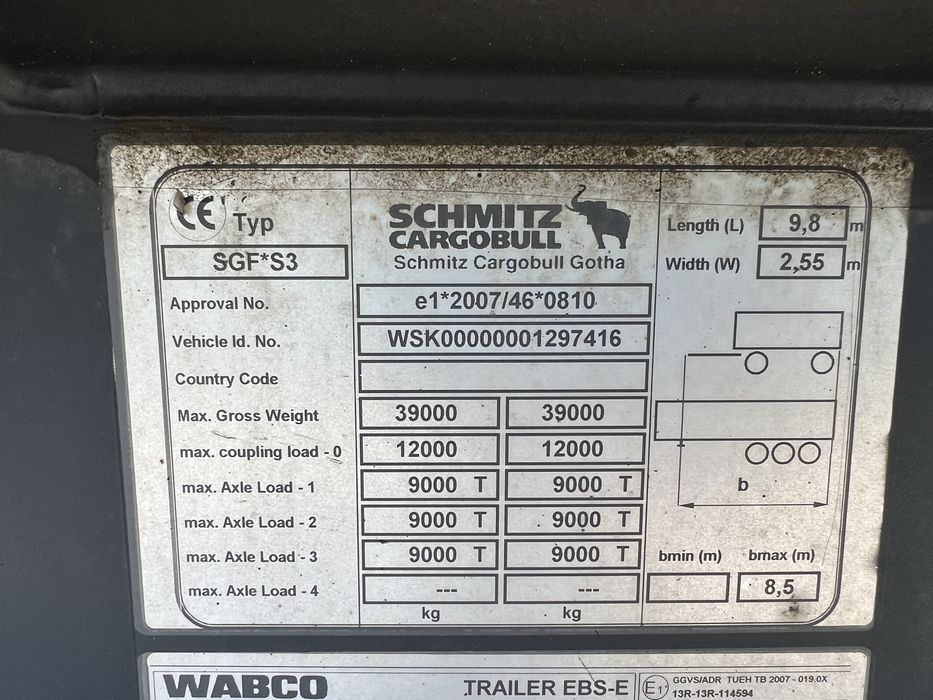 CE Typ
SGF*S3
SCHMITZ
CARGOBULL
Schmitz Cargobull Gotha
Length (L) 9,8 m
Width (W) 2,55 m
Approval No. e1*2007/46*0810
Vehicle Id. No. WSK00000001297416
Country Code
Max. Gross Weight 39000 39000
max. coupling load - 0 12000 12000
max. Axle Load - 1 9000 T 9000 T
max. Axle Load - 2 9000 T 9000 T
max. Axle Load - 3 9000 T 9000 T
max. Axle Load - 4 --- ---
kg kg
b
bmin (m) bmax (m)
8,5
WABCO TRAILER EBS-E
E1 GGVS/ADR TUEH TB 2007 - 019.0X
13R-13R-114594